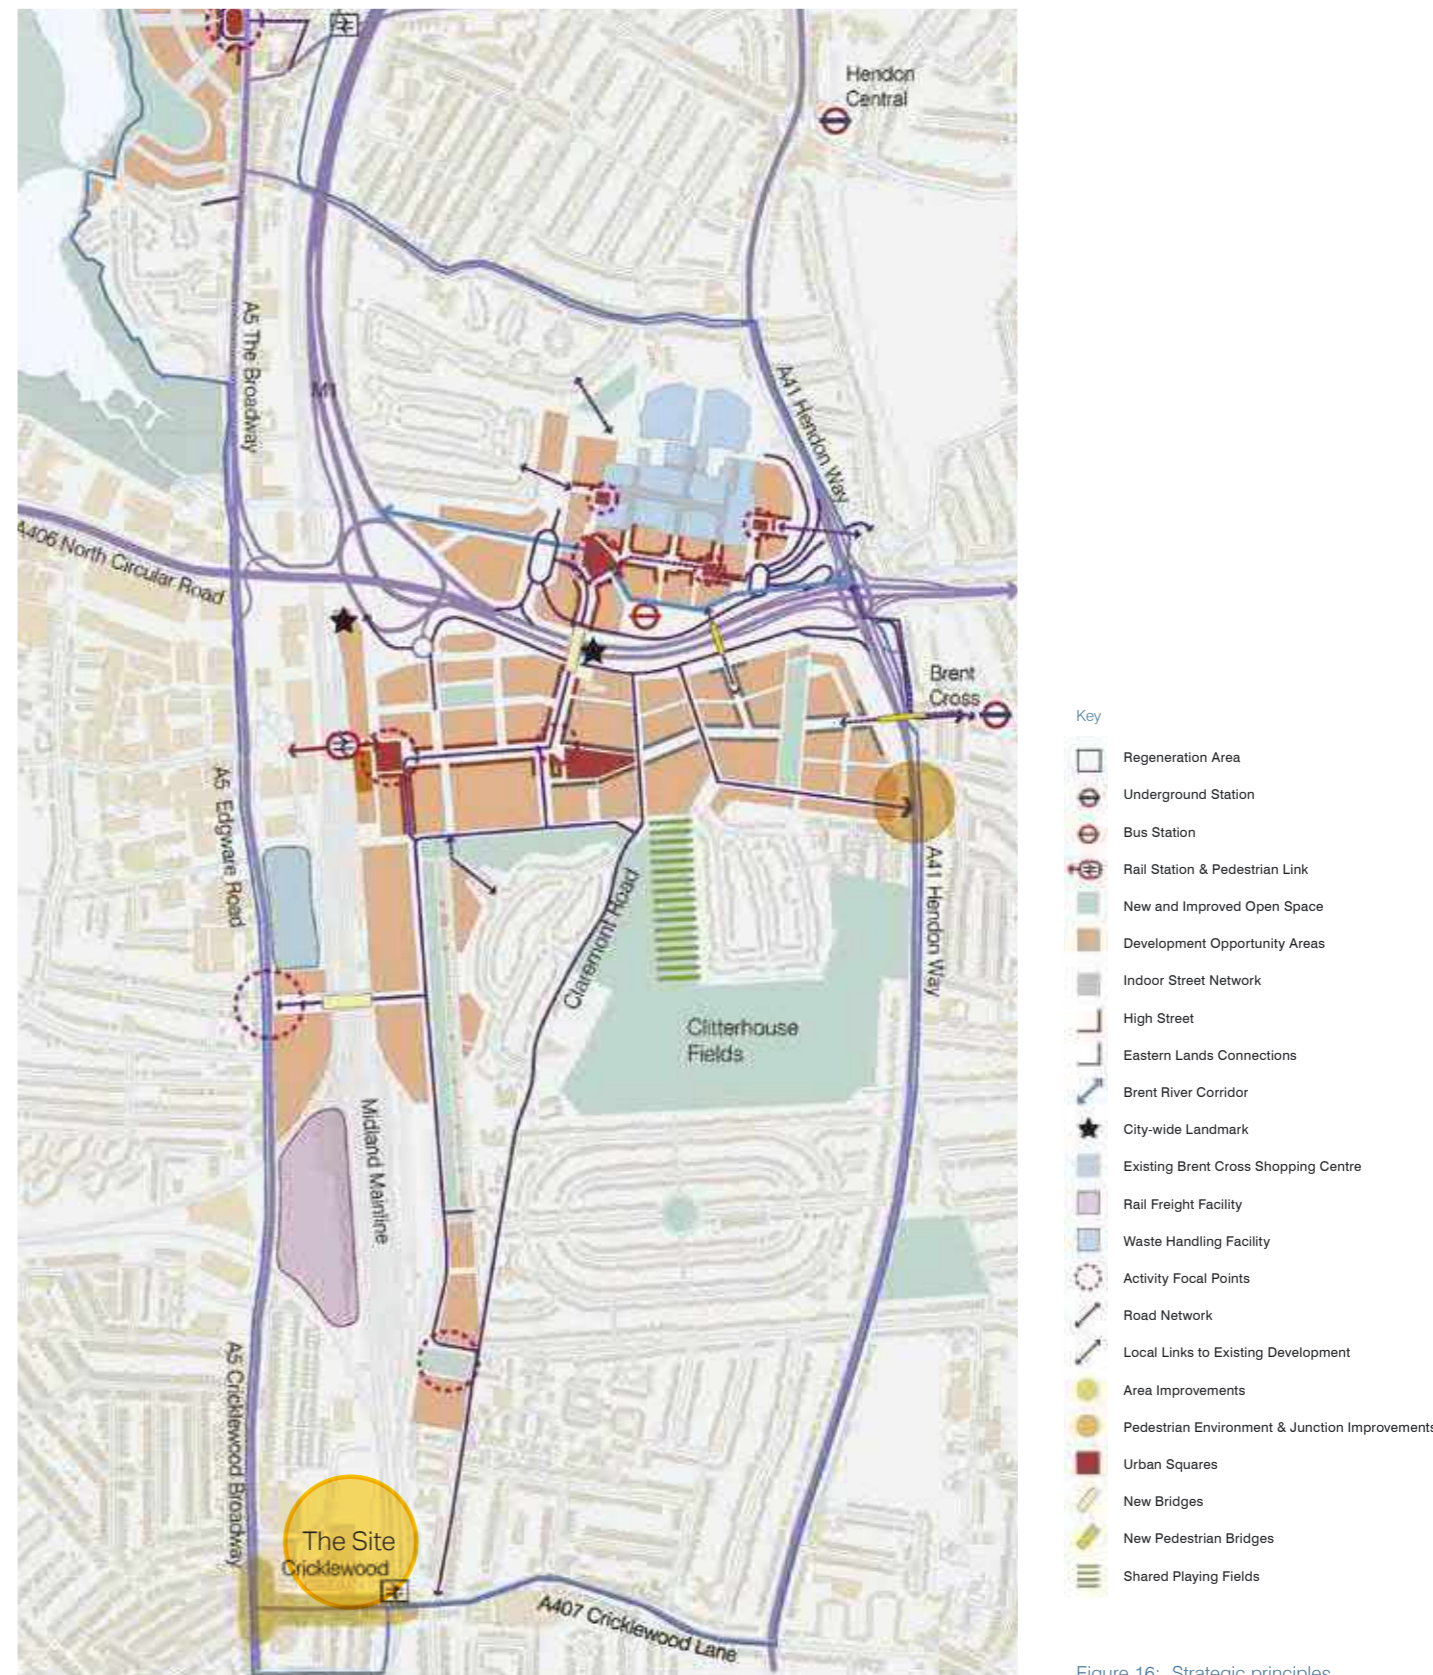 Hendon
Central
A5 The Broadway
M1
A41 Hendon Way
A406 North Circular Road
Brent
Cross
A5 Edgware Road
A41 Hendon Way
Claremont Road
Clitterhouse
Fields
Midland Mainline
A5 Cricklewood Broadway
The Site
Cricklewood
A407 Cricklewood Lane
Key
Regeneration Area
Underground Station
Bus Station
Rail Station & Pedestrian Link
New and Improved Open Space
Development Opportunity Areas
Indoor Street Network
High Street
Eastern Lands Connections
Brent River Corridor
City-wide Landmark
Existing Brent Cross Shopping Centre
Rail Freight Facility
Waste Handling Facility
Activity Focal Points
Road Network
Local Links to Existing Development
Area Improvements
Pedestrian Environment & Junction Improvements
Urban Squares
New Bridges
New Pedestrian Bridges
Shared Playing Fields
Figure 16: Strategic principles